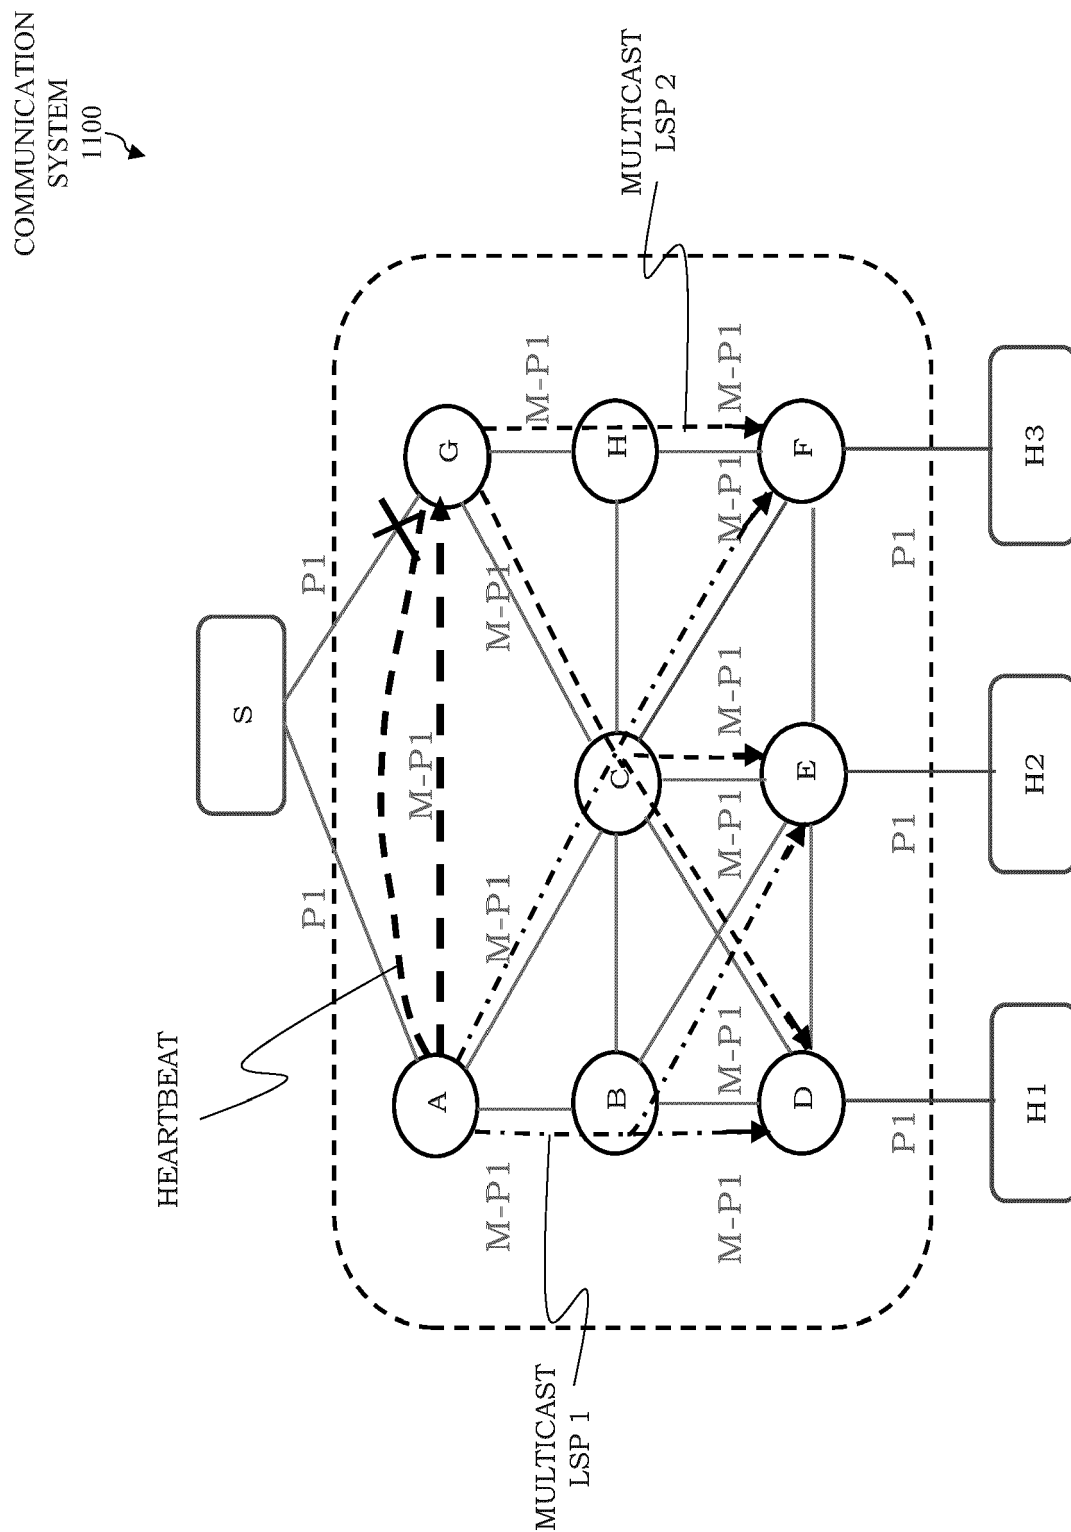 COMMUNICATION
SYSTEM
1100
HEARTBEAT
S
P1
P1
M-P1
A
G
M-P1
M-P1
M-P1
M-P1
MULTICAST
LSP 1
B
C
H
MULTICAST
LSP 2
M-P1
M-P1
M-P1
M-P1
M-P1
M-P1
D
E
F
P1
P1
P1
H1
H2
H3